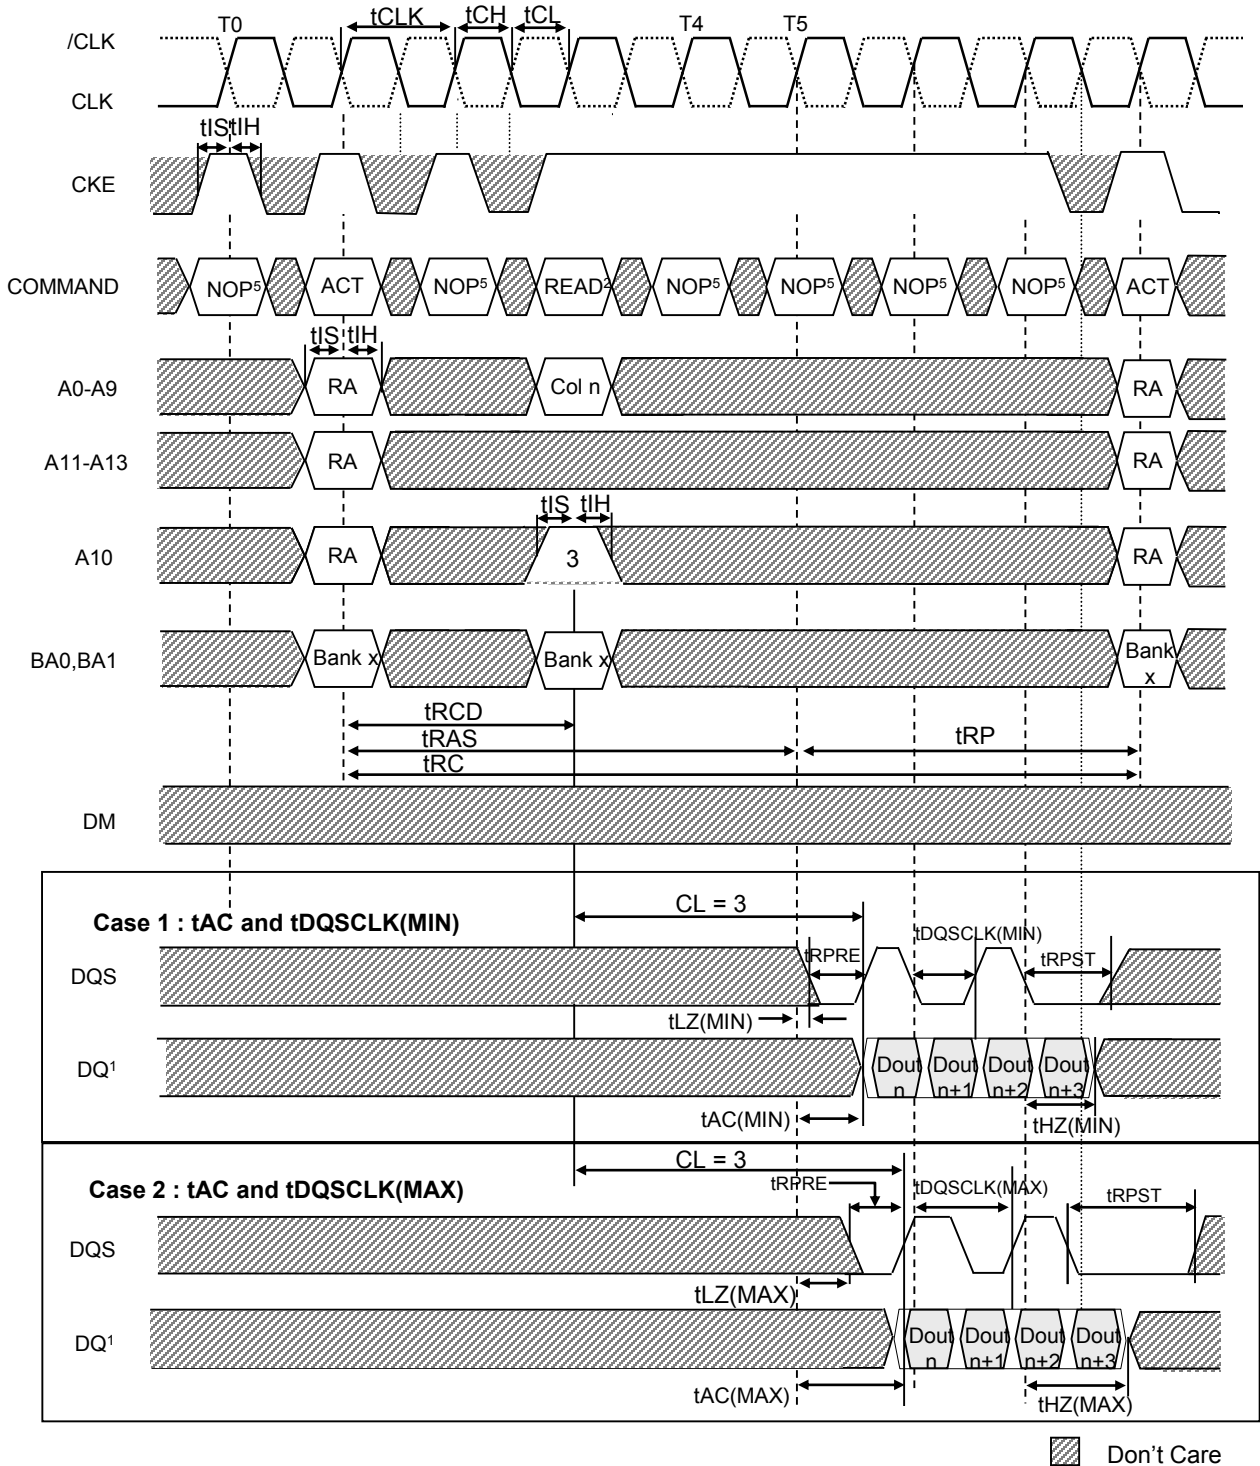 T0 tCLK tCH tCL T4 T5
/CLK
CLK
tIS tIH
CKE
COMMAND NOP5 ACT NOP5 READ2 NOP5 NOP5 NOP5 NOP5 ACT
tIS tIH
A0-A9 RA Col n RA
A11-A13 RA RA
tIS tIH
A10 RA 3 RA
BA0,BA1 Bank x Bank x Bank x
tRCD
tRAS tRP
tRC
DM
Case 1 : tAC and tDQSCLK(MIN)
CL = 3
tRPRE tDQSCLK(MIN) tRPST
DQS
tLZ(MIN)
DQ1 Dout n Dout n+1 Dout n+2 Dout n+3
tAC(MIN) tHZ(MIN)
CL = 3
Case 2 : tAC and tDQSCLK(MAX)
tRPRE tDQSCLK(MAX) tRPST
DQS
tLZ(MAX)
DQ1 Dout n Dout n+1 Dout n+2 Dout n+3
tAC(MAX) tHZ(MAX)
Don't Care